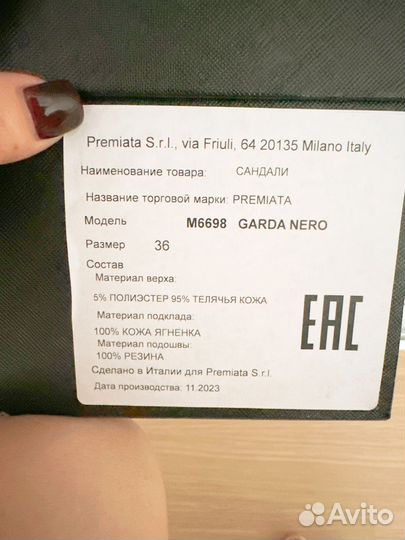 Premiata S.r.l., via Friuli, 64 20135 Milano Italy
Наименование товара: САНДАЛИ
Название торговой марки: PREMIATA
Модель M6698 GARDA NERO
Размер 36
Состав
Материал верха:
5% ПОЛИЭСТЕР 95% ТЕЛЯЧЬЯ КОЖА
Материал подклада:
100% КОЖА ЯГНЕНКА
Материал подошвы:
100% РЕЗИНА
Сделано в Италии для Premiata S.r.l.
Дата производства: 11.2023
EAC
Avito